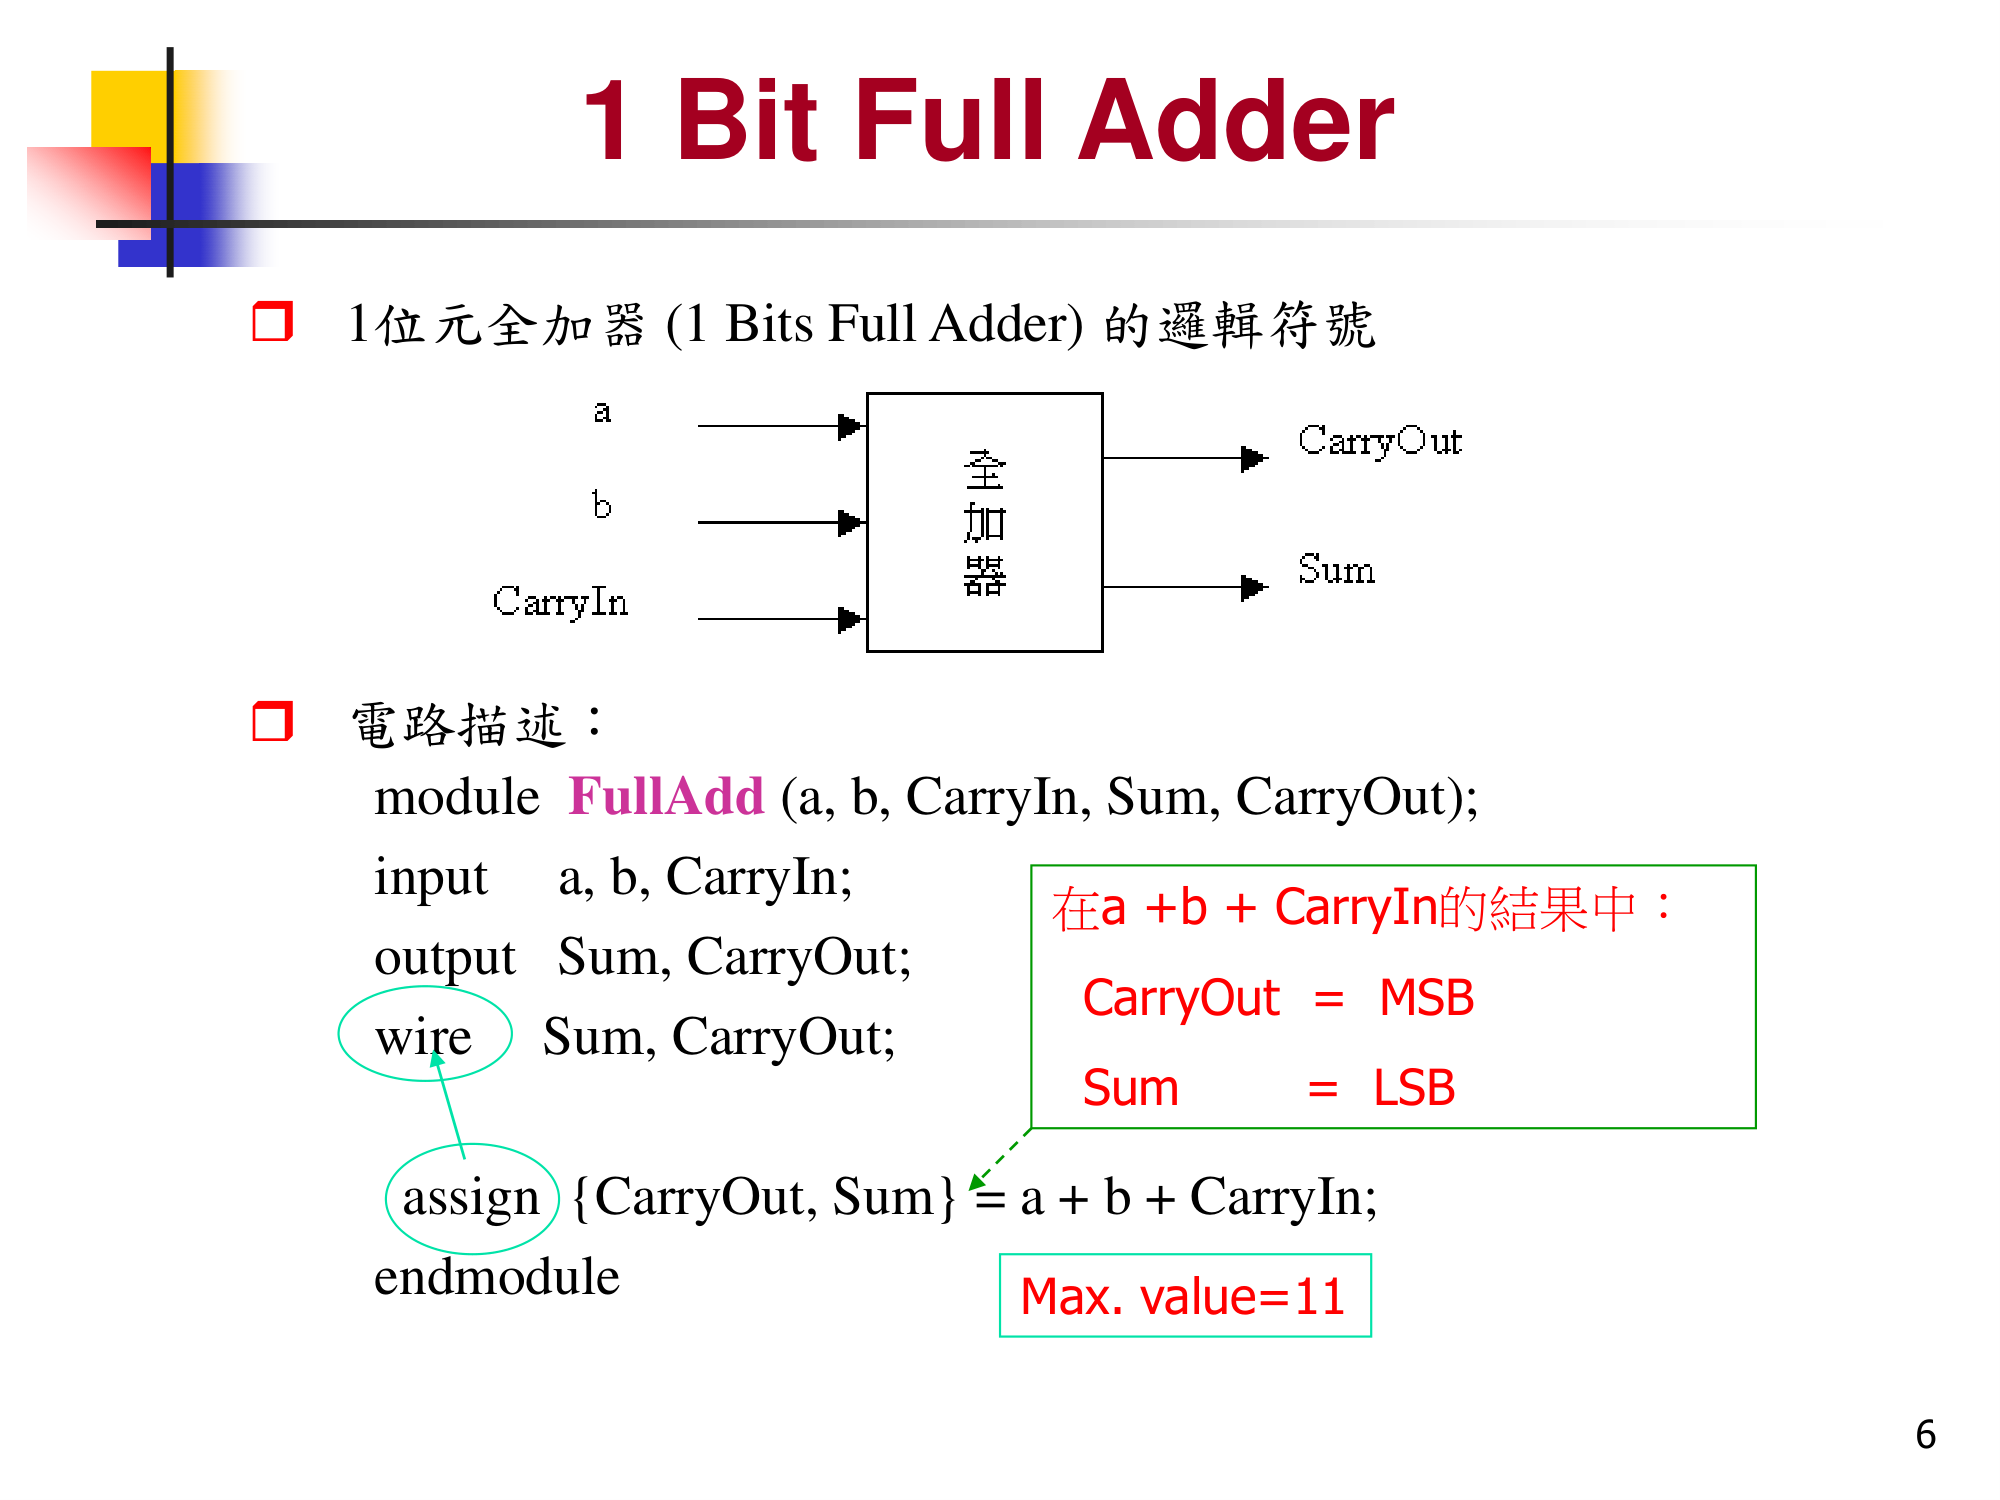 1 Bit Full Adder
1位元全加器 (1 Bits Full Adder) 的邏輯符號
a
b
CarryIn
全
加
器
CarryOut
Sum
電路描述：
module FullAdd (a, b, CarryIn, Sum, CarryOut);
input a, b, CarryIn;
output Sum, CarryOut;
wire Sum, CarryOut;
在a +b + CarryIn的結果中：
CarryOut = MSB
Sum = LSB
assign {CarryOut, Sum} = a + b + CarryIn;
endmodule
Max. value=11
6